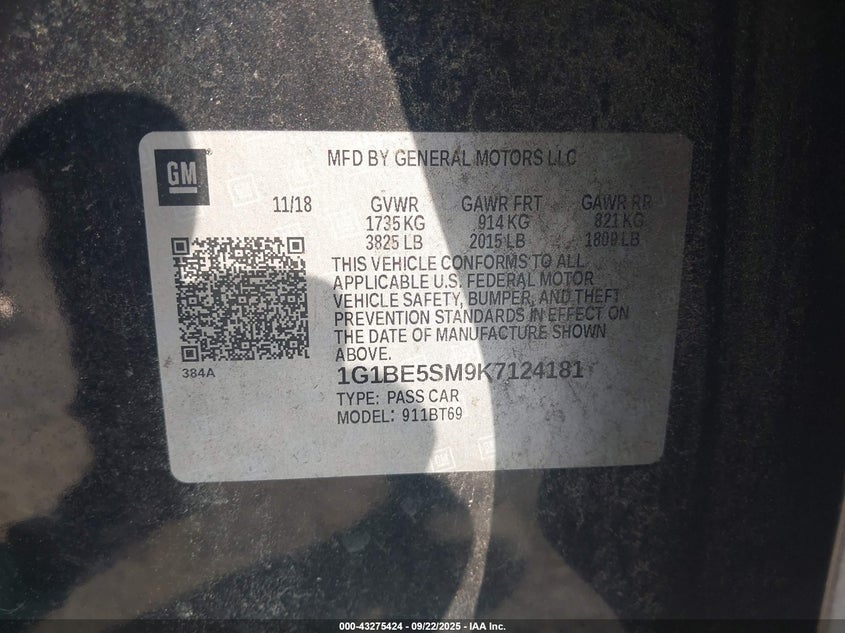 GM
MFD BY GENERAL MOTORS LLC
11/18 GVWR GAWR FRT GAWR RR
1735 KG 914 KG 821 KG
3825 LB 2015 LB 1809 LB
THIS VEHICLE CONFORMS TO ALL
APPLICABLE U.S. FEDERAL MOTOR
VEHICLE SAFETY, BUMPER, AND THEFT
PREVENTION STANDARDS IN EFFECT ON
THE DATE OF MANUFACTURE SHOWN
ABOVE.
384A
1G1BE5SM9K7124181
TYPE: PASS CAR
MODEL: 911BT69
000-43275424 - 09/22/2025 - IAA Inc.